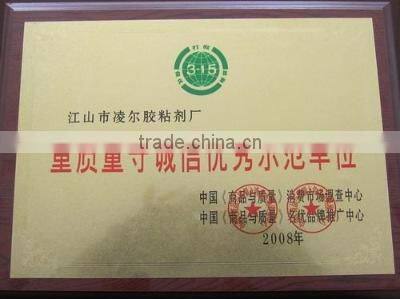 3·15
江山市凌尔胶粘剂厂
trade.china.cn
重质量守诚信优秀示范单位
中国《商品与质量》消费市场调查中心
中国《商品与质量》名优品牌推广中心
2008年